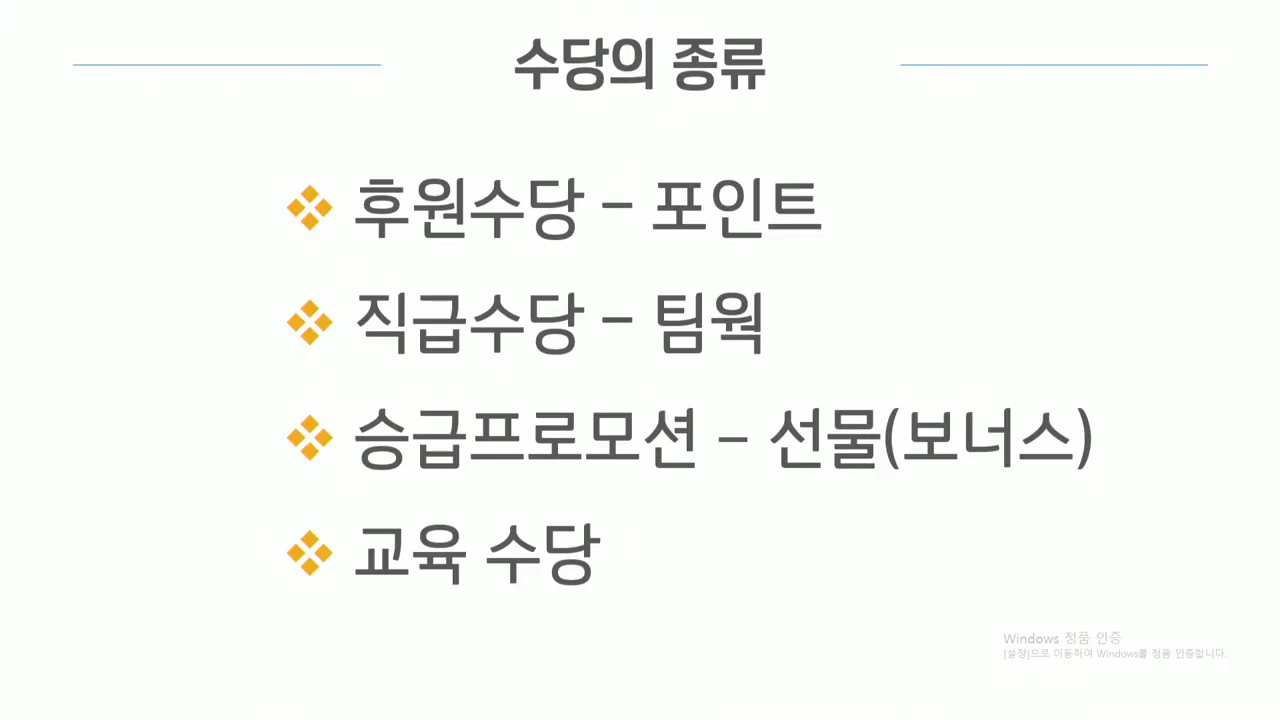 수당의 종류
❖ 후원수당 – 포인트
❖ 직급수당 – 팀웍
❖ 승급프로모션 – 선물(보너스)
❖ 교육 수당
Windows 정품 인증
[설정]으로 이동하여 Windows를 정품 인증합니다.